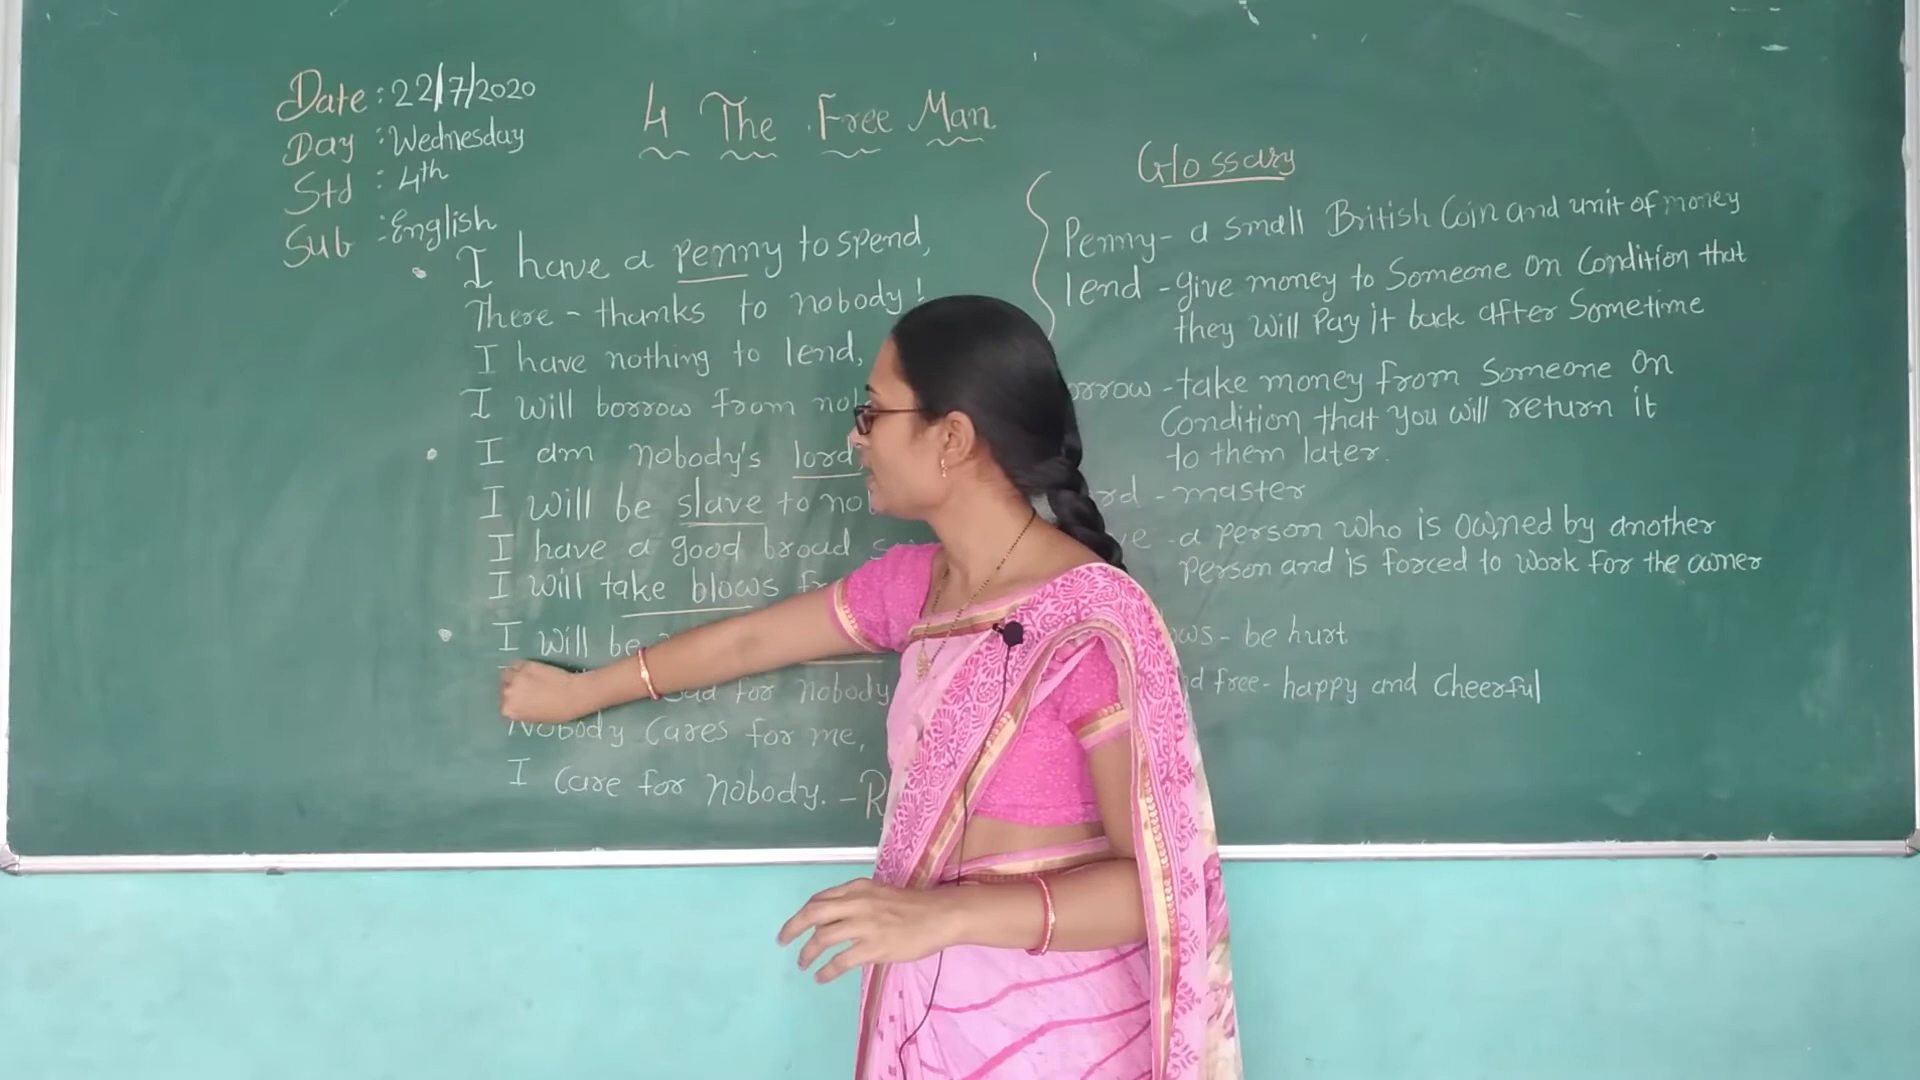 Date : 22/7/2020
Day : Wednesday
Std : 4th
Sub : English
4 The Free Man
I have a penny to spend,
There - thanks to nobody!
I have nothing to lend,
I will borrow from
I am nobody's lord
I will be slave to
I have a good broad
I will take blows
I will be
for nobody
Nobody Cares for me,
I Care for nobody. -
Glossary
Penny - a small British Coin and unit of money
lend - give money to Someone on Condition that
they will Pay it back after Sometime
- take money from Someone on
Condition that you will return it
to them later.
- master
- a person who is owned by another
person and is forced to work for the owner
- be hurt
free - happy and Cheerful